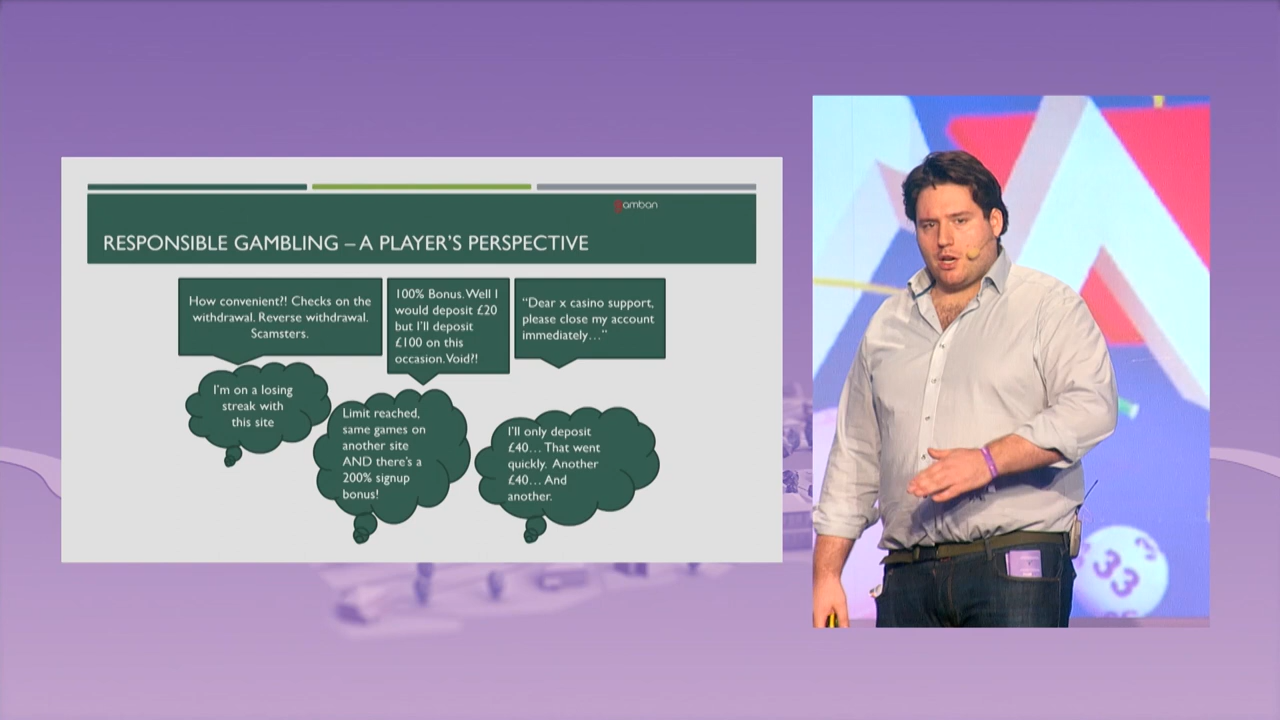 gamban
RESPONSIBLE GAMBLING – A PLAYER'S PERSPECTIVE
How convenient?! Checks on the
withdrawal. Reverse withdrawal.
Scamsters.
100% Bonus. Well I
would deposit £20
but I'll deposit
£100 on this
occasion. Void?!
“Dear x casino support,
please close my account
immediately…”
I'm on a losing
streak with
this site
Limit reached,
same games on
another site
AND there's a
200% signup
bonus!
I'll only deposit
£40… That went
quickly. Another
£40… And
another.
33